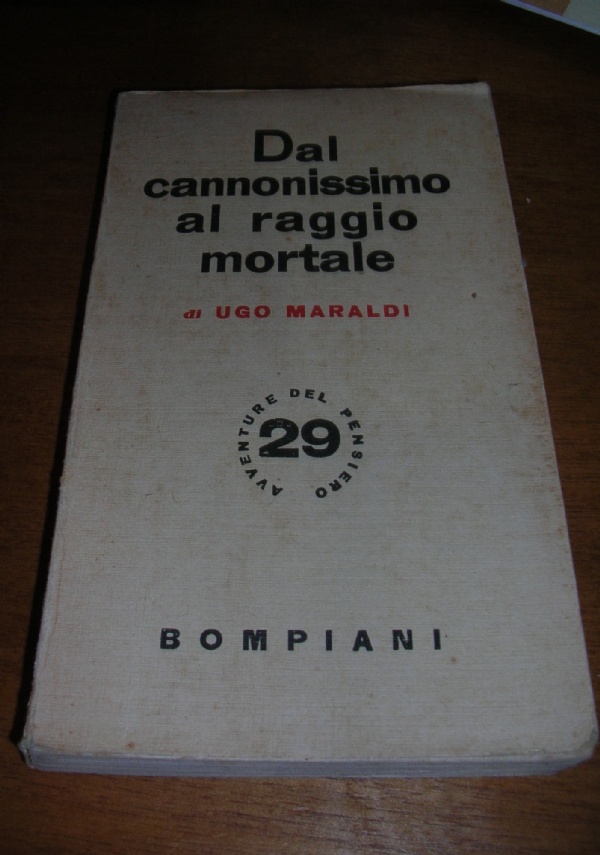 Dal
cannonissimo
al raggio
mortale
di UGO MARALDI
AVVENTURE DEL PENSIERO
29
BOMPIANI